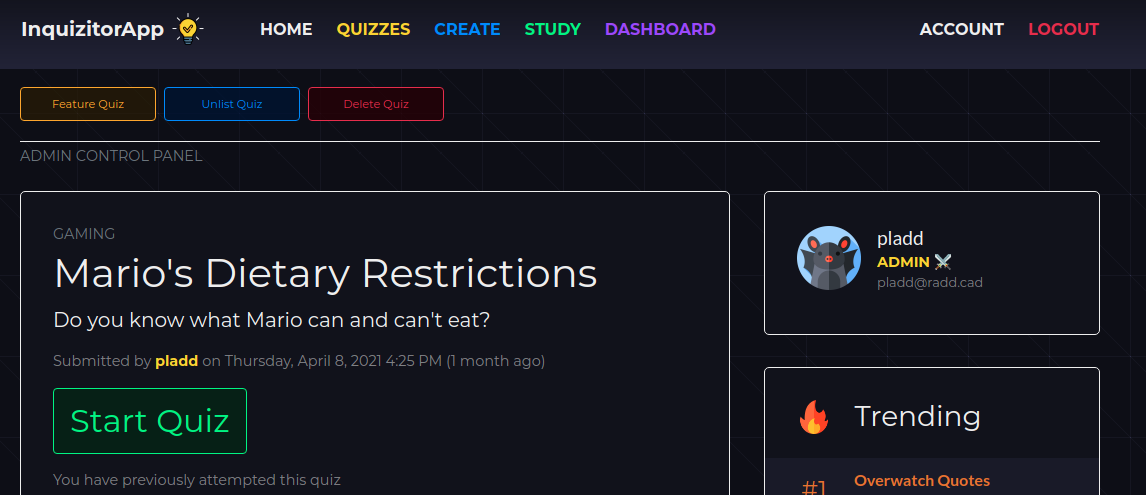 InquizitorApp HOME QUIZZES CREATE STUDY DASHBOARD ACCOUNT LOGOUT
Feature Quiz Unlist Quiz Delete Quiz
ADMIN CONTROL PANEL
GAMING
Mario's Dietary Restrictions
Do you know what Mario can and can't eat?
Submitted by pladd on Thursday, April 8, 2021 4:25 PM (1 month ago)
Start Quiz
You have previously attempted this quiz
pladd
ADMIN
pladd@radd.cad
Trending
#1 Overwatch Quotes